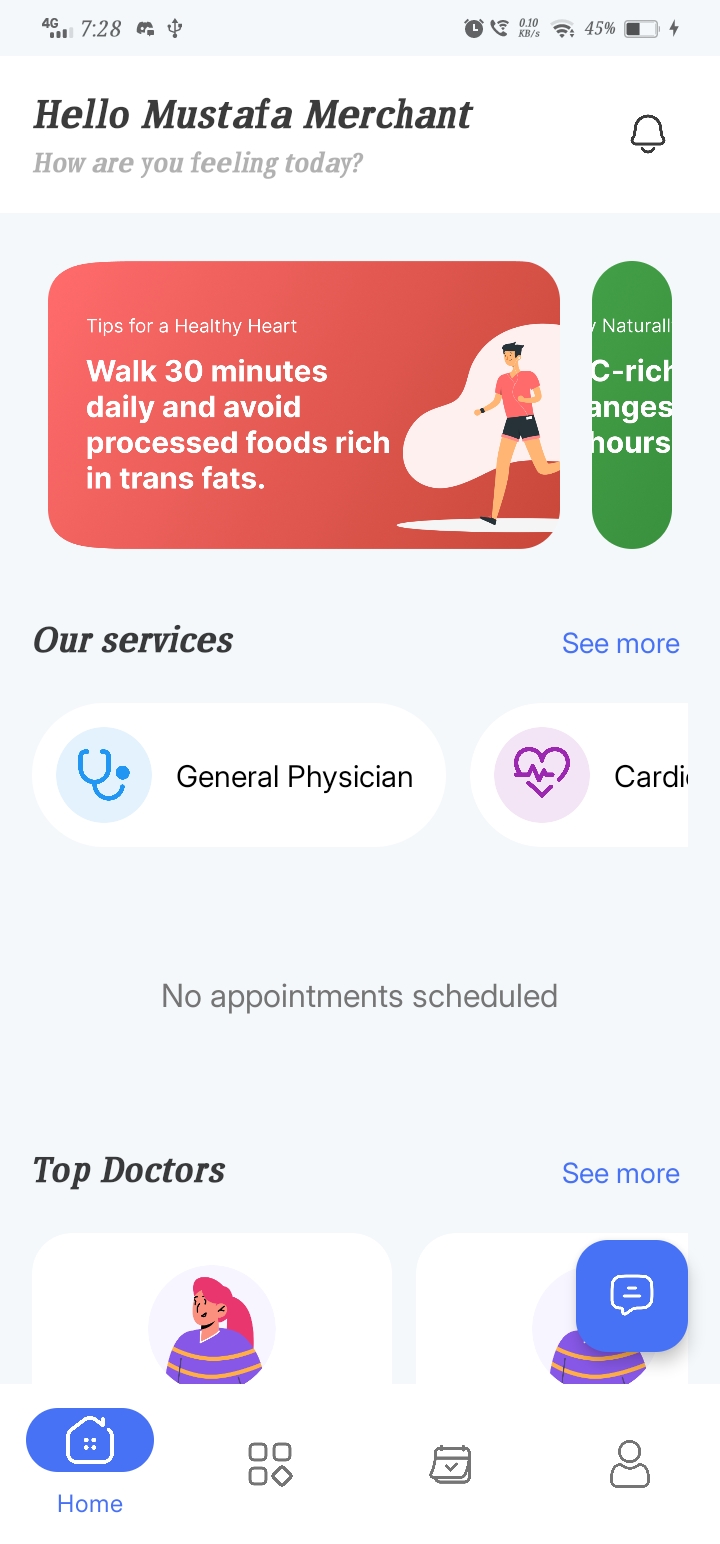 4G 7:28 0.10 KB/s 45%
Hello Mustafa Merchant
How are you feeling today?
Tips for a Healthy Heart
Walk 30 minutes
daily and avoid
processed foods rich
in trans fats.
Naturall
C-rich
anges
hours
Our services See more
General Physician
Cardi
No appointments scheduled
Top Doctors See more
Home